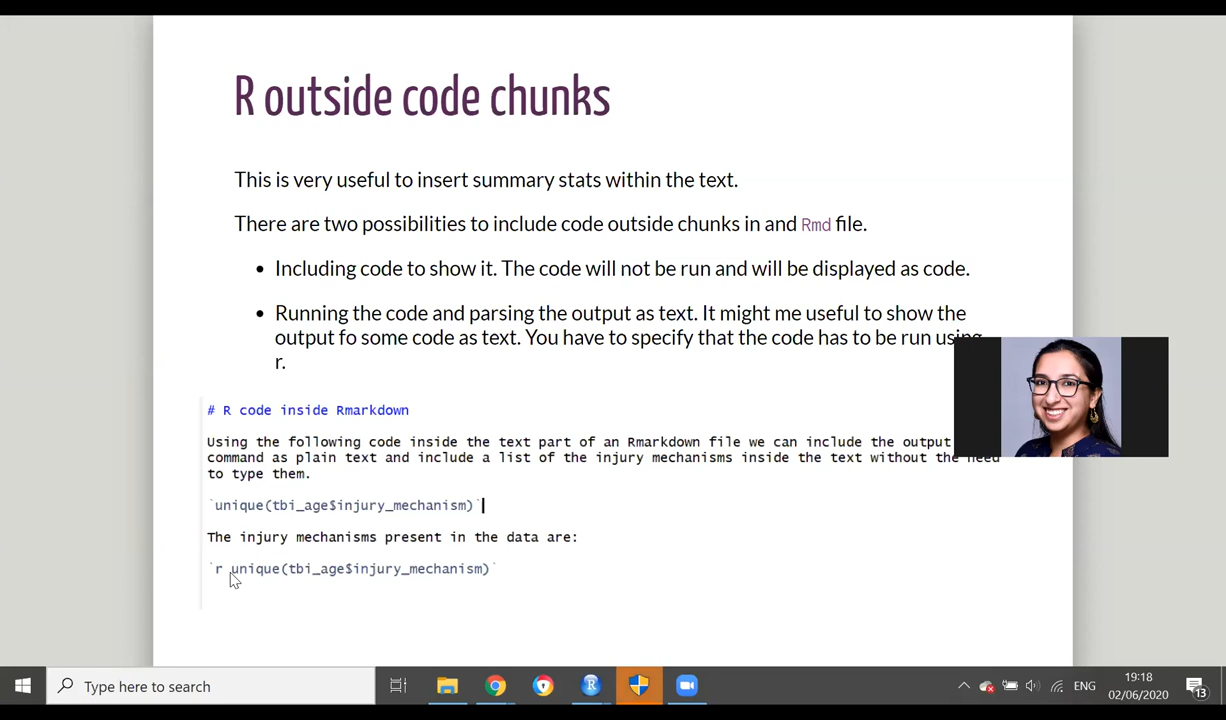 R outside code chunks
This is very useful to insert summary stats within the text.
There are two possibilities to include code outside chunks in and Rmd file.
• Including code to show it. The code will not be run and will be displayed as code.
• Running the code and parsing the output as text. It might me useful to show the
output fo some code as text. You have to specify that the code has to be run using
r.
# R code inside Rmarkdown
Using the following code inside the text part of an Rmarkdown file we can include the output
command as plain text and include a list of the injury mechanisms inside the text without the need
to type them.
`unique(tbi_age$injury_mechanism)`
The injury mechanisms present in the data are:
`r unique(tbi_age$injury_mechanism)`
Type here to search
ENG
19:18
02/06/2020
13